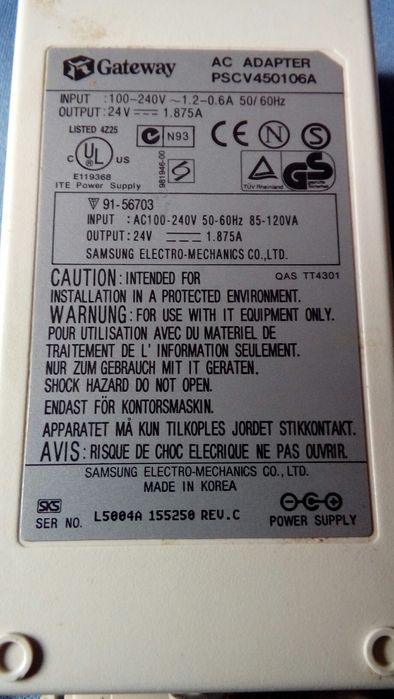 Gateway
AC ADAPTER
PSCV450106A
INPUT :100-240V ~1.2-0.6A 50/60Hz
OUTPUT:24V ⎓ 1.875A
LISTED 4Z25
C UL US
E119368
ITE Power Supply
N93
981946-00
CE N S
TÜV Rheinland
GS
geprüfte Sicherheit
91-56703
INPUT :AC100-240V 50-60Hz 85-120VA
OUTPUT:24V ⎓ 1.875A
SAMSUNG ELECTRO-MECHANICS CO.,LTD.
CAUTION: INTENDED FOR QAS TT4301
INSTALLATION IN A PROTECTED ENVIRONMENT.
WARNUNG: FOR USE WITH IT EQUIPMENT ONLY.
POUR UTILISATION AVEC DU MATERIEL DE
TRAITEMENT DE L' INFORMATION SEULEMENT.
NUR ZUM GEBRAUCH MIT IT GERATEN.
SHOCK HAZARD DO NOT OPEN.
ENDAST FÖR KONTORSMASKIN.
APPARATET MÅ KUN TILKOPLES JORDET STIKKONTAKT.
AVIS: RISQUE DE CHOC ELECRIQUE NE PAS OUVRIR.
SAMSUNG ELECTRO-MECHANICS CO., LTD.
MADE IN KOREA
SKS
SER NO. L5004A 155250 REV.C
POWER SUPPLY